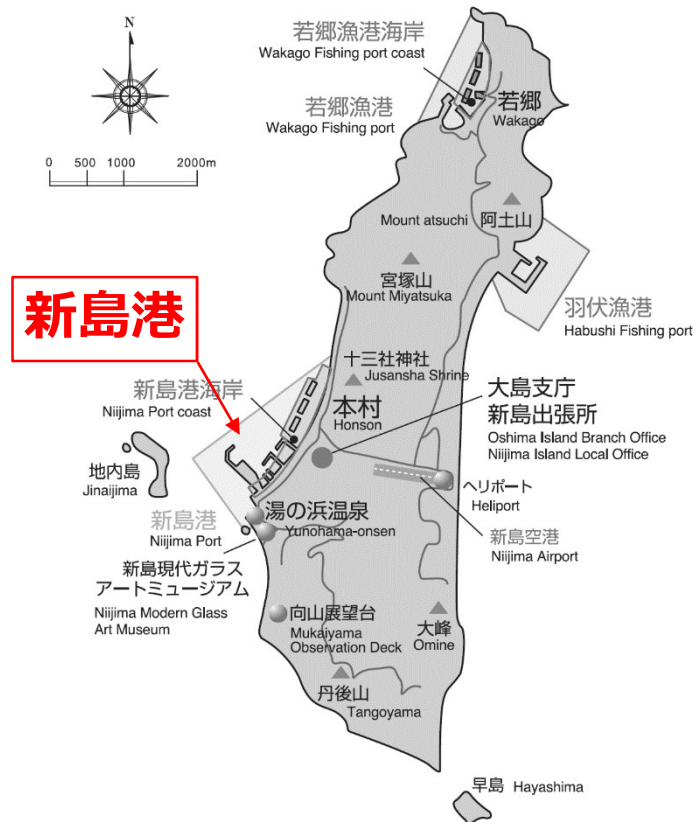 N
0 500 1000 2000m
若郷漁港海岸
Wakago Fishing port coast
若郷漁港
Wakago Fishing port
若郷
Wakago
Mount atsuchi
阿土山
宮塚山
Mount Miyatsuka
羽伏漁港
Habushi Fishing port
新島港
十三社神社
Jusansha Shrine
新島港海岸
Niijima Port coast
本村
Honson
大島支庁
新島出張所
Oshima Island Branch Office
Niijima Island Local Office
地内島
Jinaijima
ヘリポート
Heliport
新島港
Niijima Port
湯の浜温泉
Yunohama-onsen
新島空港
Niijima Airport
新島現代ガラス
アートミュージアム
Niijima Modern Glass
Art Museum
向山展望台
Mukaiyama
Observation Deck
大峰
Omine
丹後山
Tangoyama
早島 Hayashima